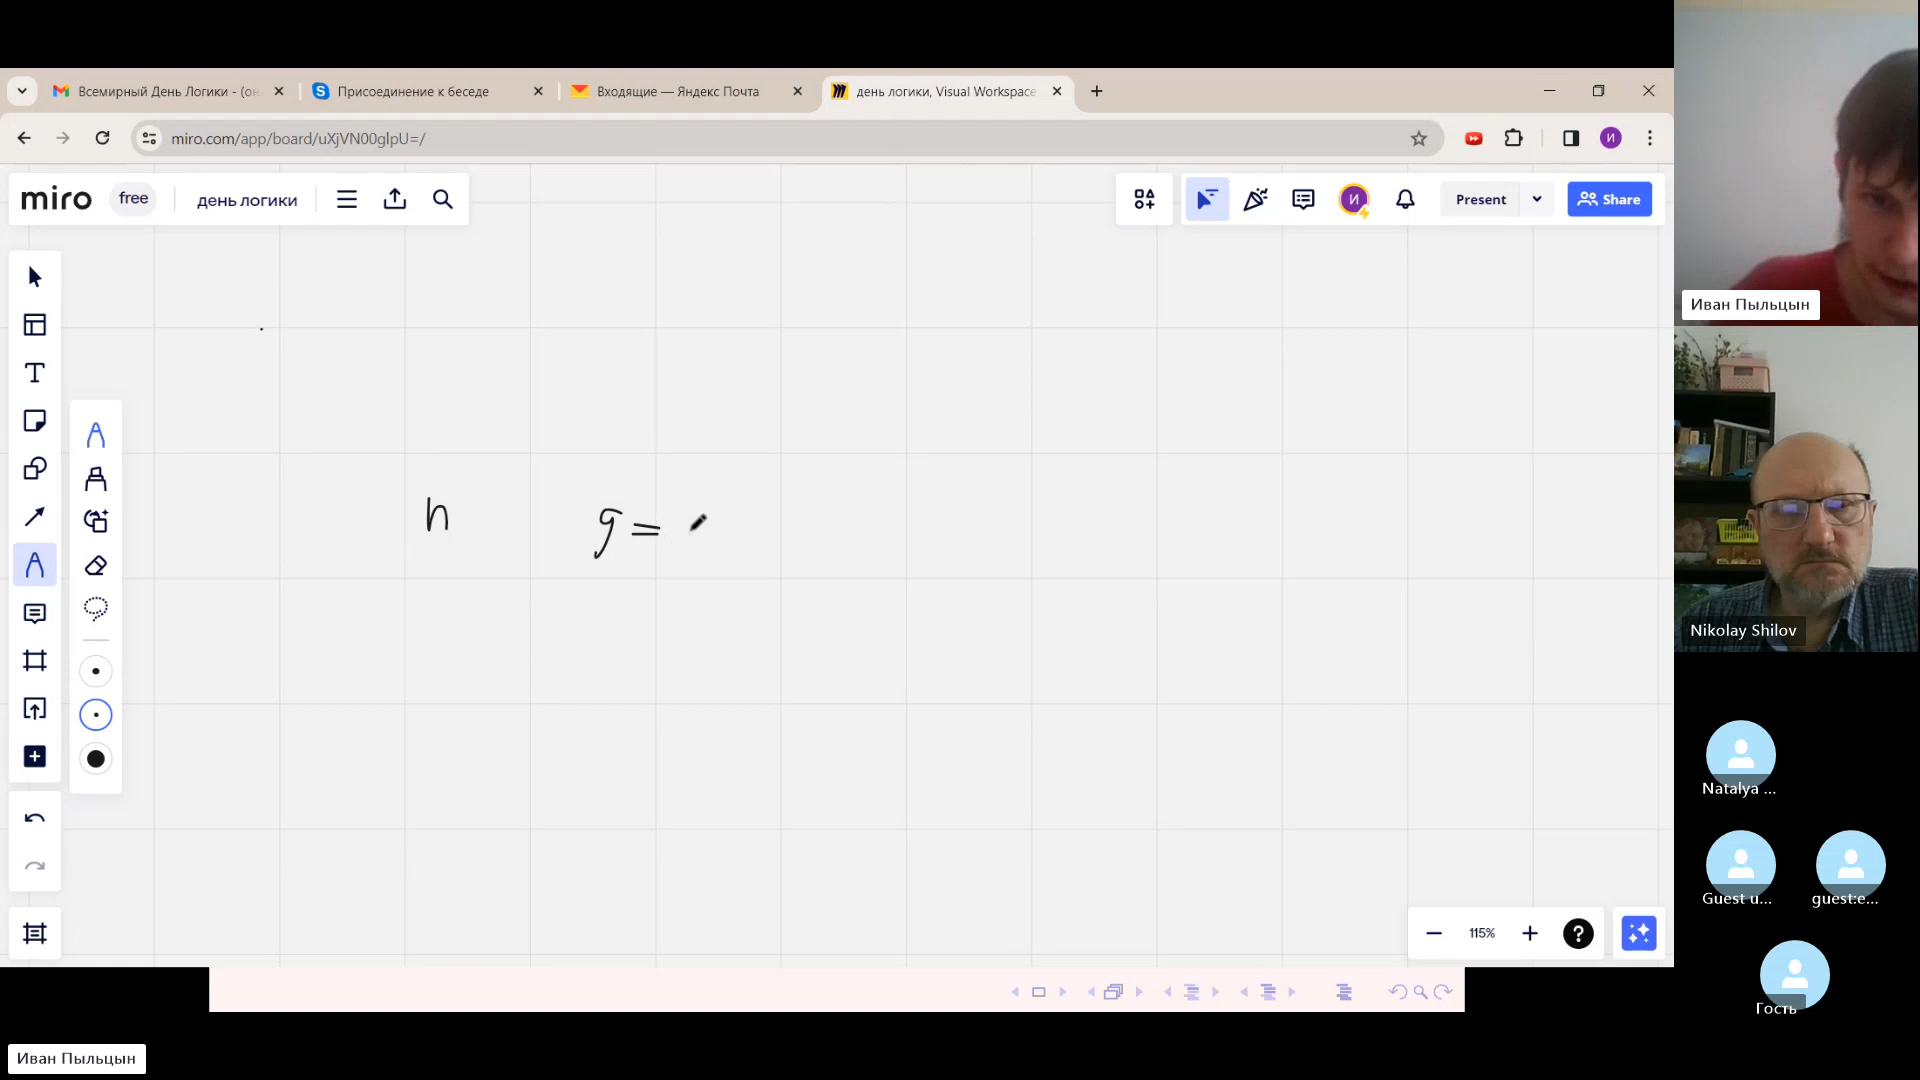 Всемирный День Логики - (он
Присоединение к беседе
Входящие — Яндекс Почта
день логики, Visual Workspace
miro.com/app/board/uXjVN00glpU=/
И
miro
free
день логики
И
Present
Share
Иван Пыльцын
h g =
Nikolay Shilov
Natalya ...
Guest u...
guest:e...
Гость
115%
?
Иван Пыльцын